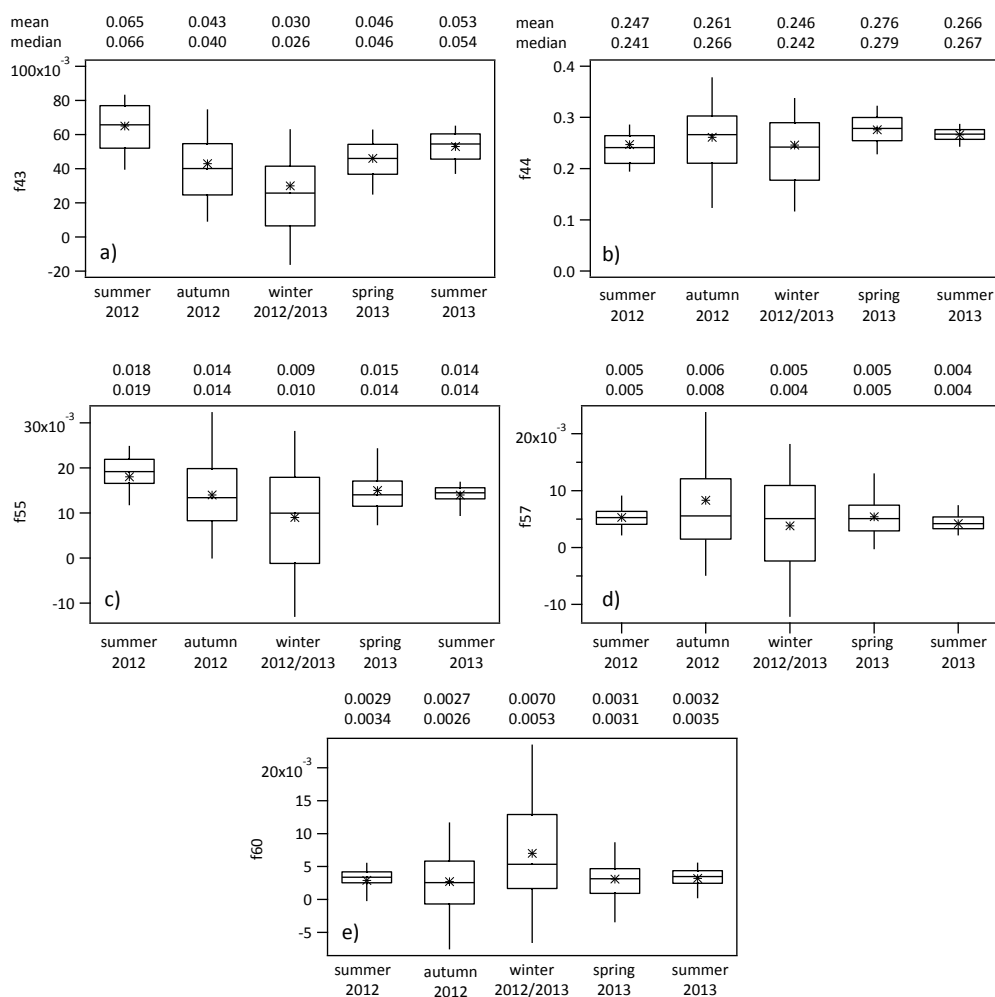 mean 0.065 0.043 0.030 0.046 0.053
median 0.066 0.040 0.026 0.046 0.054
100x10-3
80
60
40
20
0
-20
f43
a)
summer autumn winter spring summer
2012 2012 2012/2013 2013 2013
mean 0.247 0.261 0.246 0.276 0.266
median 0.241 0.266 0.242 0.279 0.267
0.4
0.3
0.2
0.1
0.0
f44
b)
summer autumn winter spring summer
2012 2012 2012/2013 2013 2013
0.018 0.014 0.009 0.015 0.014
0.019 0.014 0.010 0.014 0.014
30x10-3
20
10
0
-10
f55
c)
summer autumn winter spring summer
2012 2012 2012/2013 2013 2013
0.005 0.006 0.005 0.005 0.004
0.005 0.008 0.004 0.005 0.004
20x10-3
10
0
-10
f57
d)
summer autumn winter spring summer
2012 2012 2012/2013 2013 2013
0.0029 0.0027 0.0070 0.0031 0.0032
0.0034 0.0026 0.0053 0.0031 0.0035
20x10-3
15
10
5
0
-5
f60
e)
summer autumn winter spring summer
2012 2012 2012/2013 2013 2013